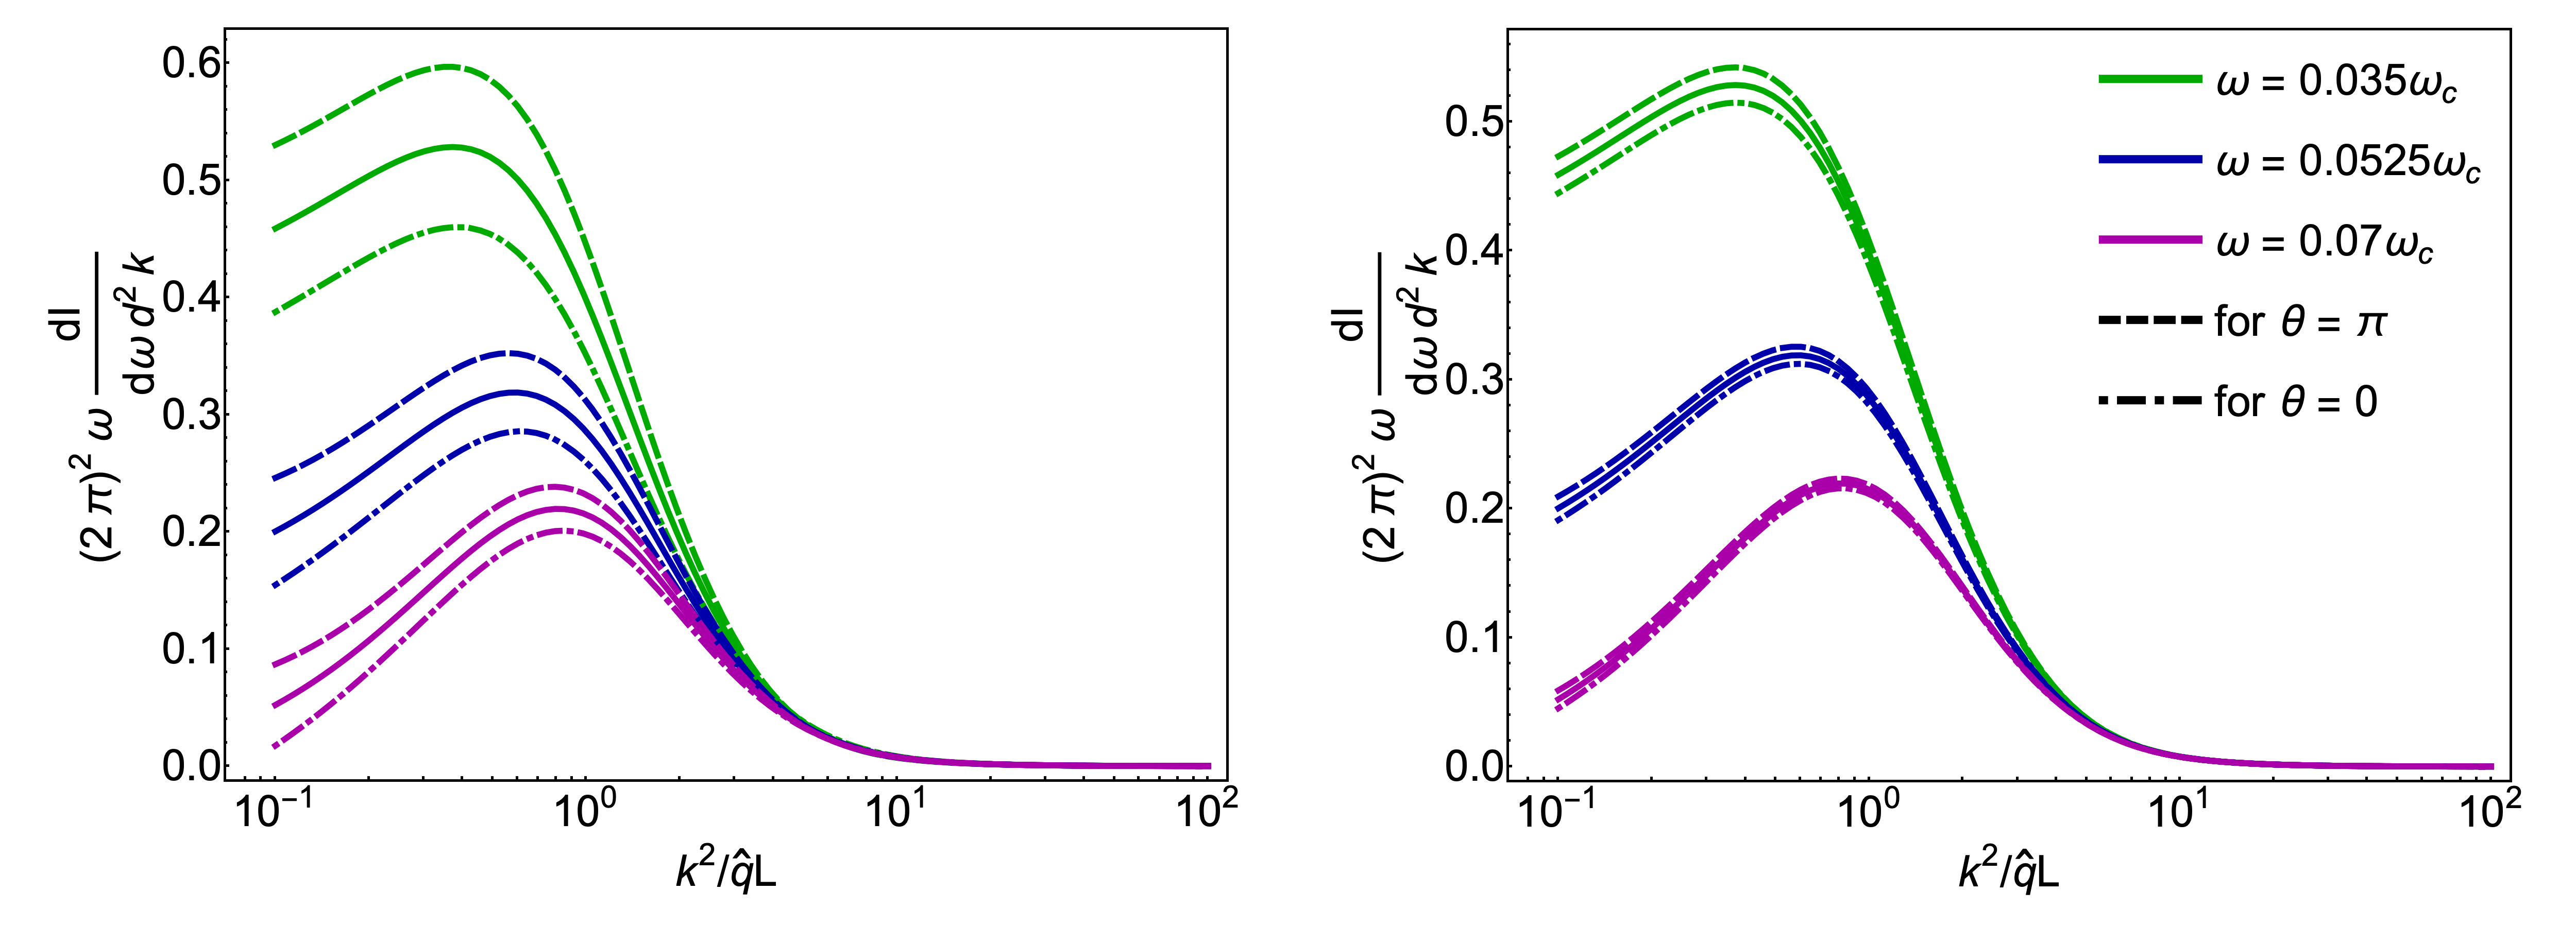 (2 π)² ω dI / dω d² k
0.6
0.5
0.4
0.3
0.2
0.1
0.0
10⁻¹ 10⁰ 10¹ 10²
k²/q̂L
(2 π)² ω dI / dω d² k
0.5
0.4
0.3
0.2
0.1
0.0
10⁻¹ 10⁰ 10¹ 10²
k²/q̂L
ω = 0.035ω_c
ω = 0.0525ω_c
ω = 0.07ω_c
for θ = π
for θ = 0